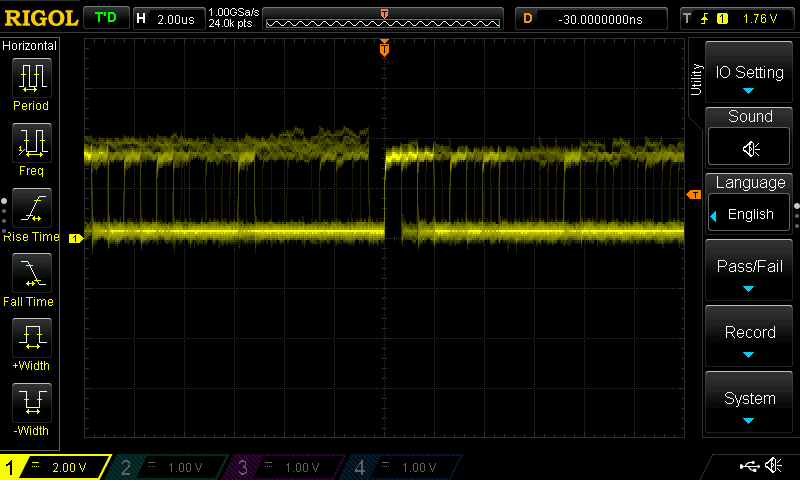 RIGOL T'D H 2.00us 1.00GSa/s 24.0k pts D -30.0000000ns T 1 1.76 V
Horizontal
Period
Freq
Rise Time
Fall Time
+Width
-Width
T
T
T
1
Utility
IO Setting
Sound
Language
English
Pass/Fail
Record
System
1 2.00 V 2 1.00 V 3 1.00 V 4 1.00 V